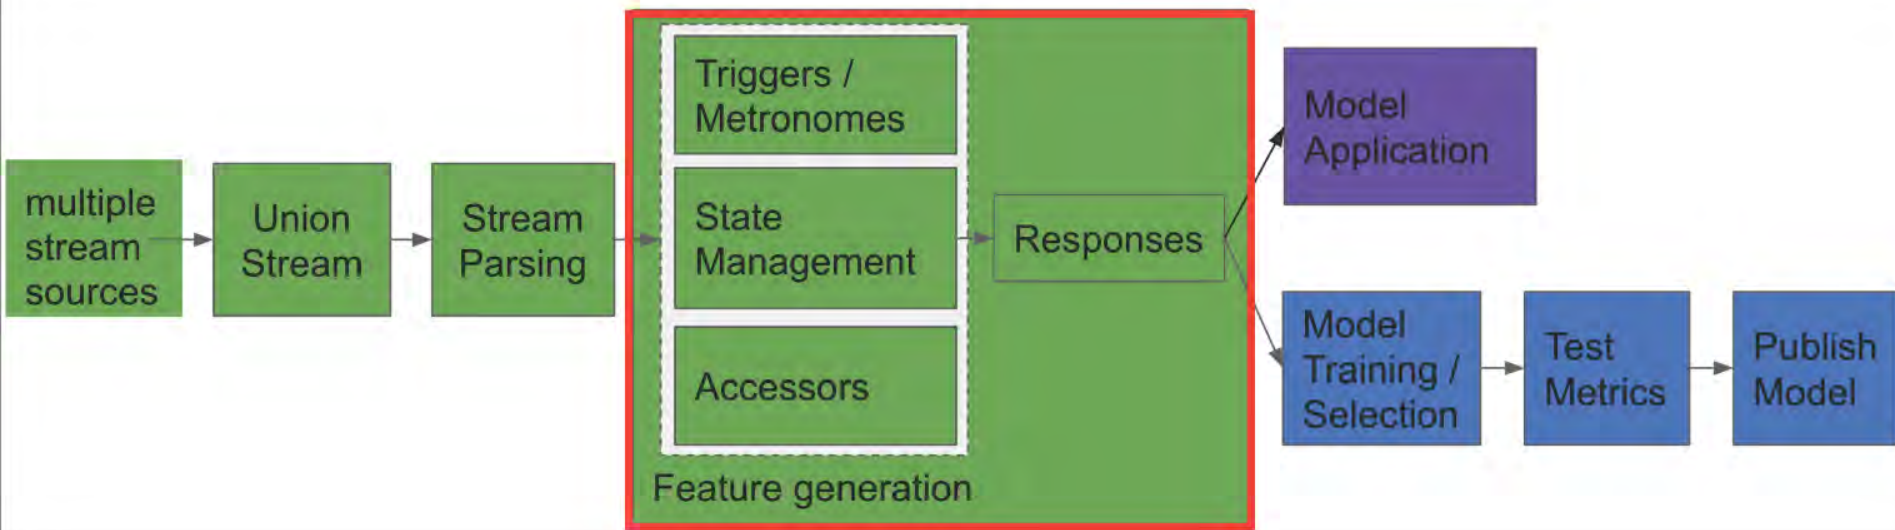 multiple
stream
sources
Union
Stream
Stream
Parsing
Triggers /
Metronomes
State
Management
Accessors
Feature generation
Responses
Model
Application
Model
Training /
Selection
Test
Metrics
Publish
Model